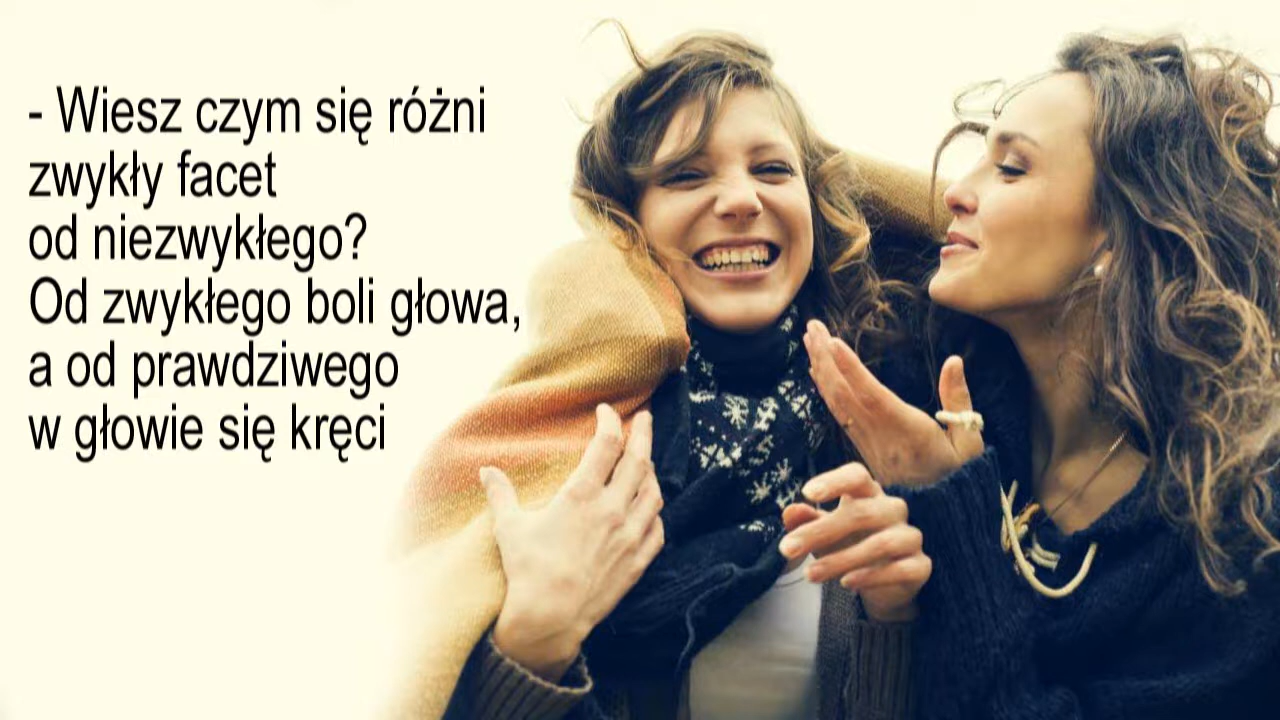 - Wiesz czym się różni
zwykły facet
od niezwykłego?
Od zwykłego boli głowa,
a od prawdziwego
w głowie się kręci